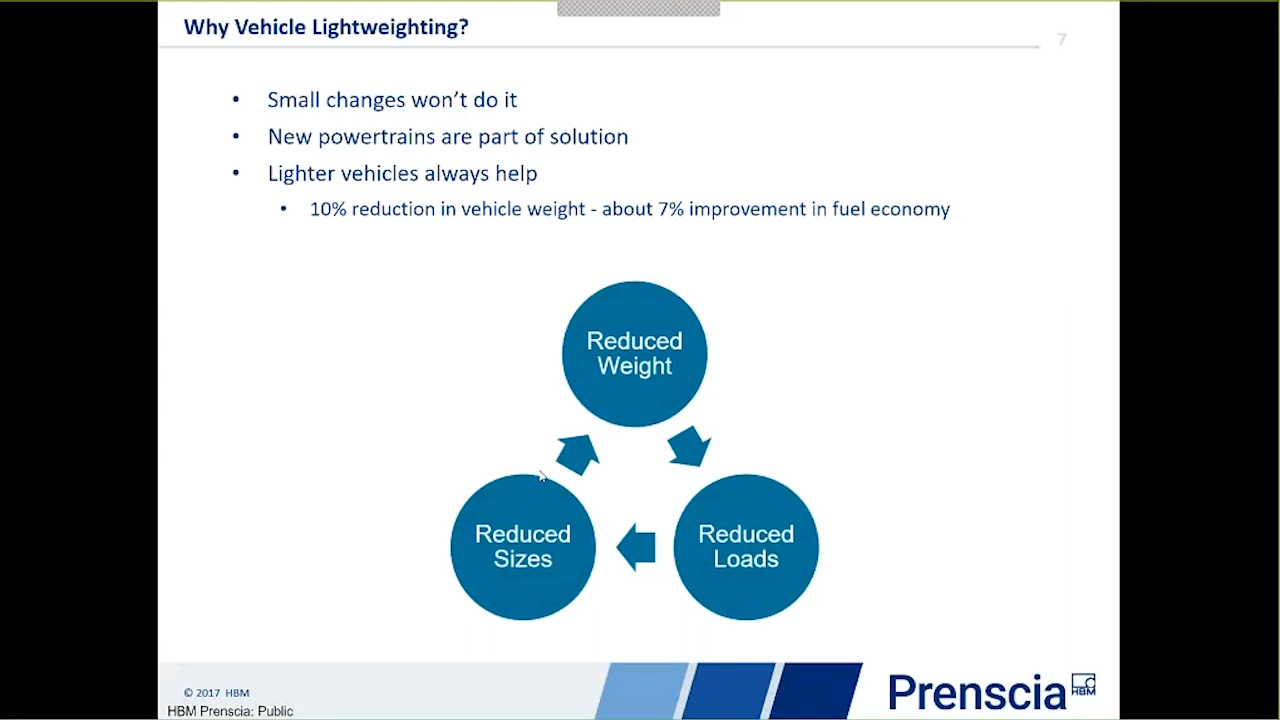 Why Vehicle Lightweighting?
7
• Small changes won't do it
• New powertrains are part of solution
• Lighter vehicles always help
• 10% reduction in vehicle weight - about 7% improvement in fuel economy
Reduced
Weight
Reduced
Sizes
Reduced
Loads
© 2017 HBM
HBM Prenscia: Public
Prenscia
HBM